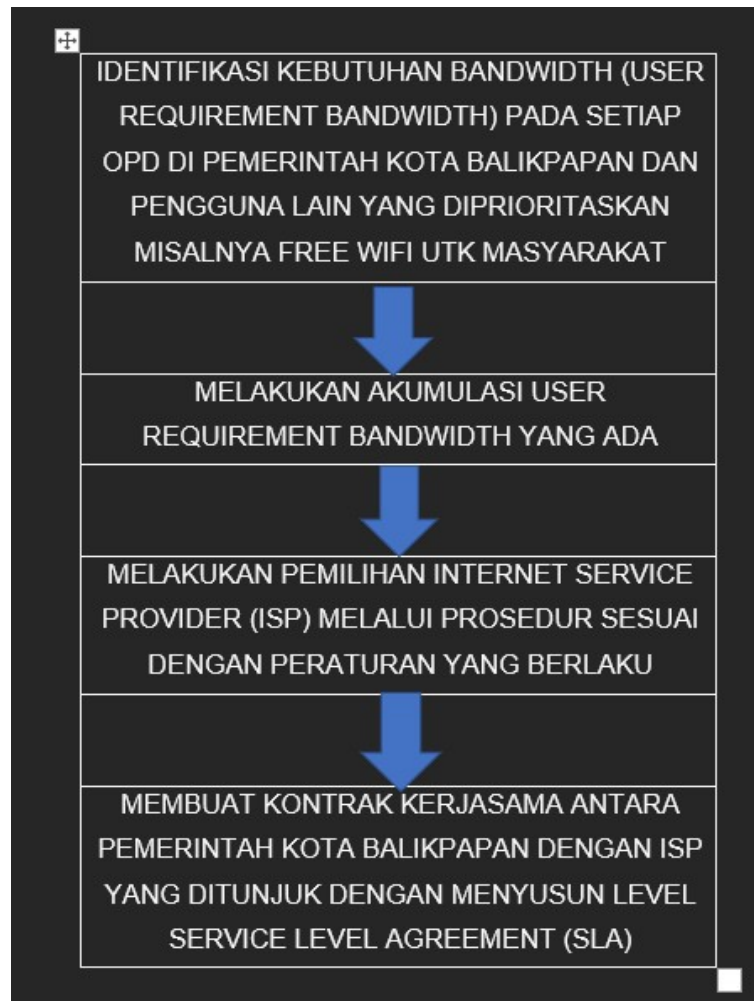 IDENTIFIKASI KEBUTUHAN BANDWIDTH (USER
REQUIREMENT BANDWIDTH) PADA SETIAP
OPD DI PEMERINTAH KOTA BALIKPAPAN DAN
PENGGUNA LAIN YANG DIPRIORITASKAN
MISALNYA FREE WIFI UTK MASYARAKAT
MELAKUKAN AKUMULASI USER
REQUIREMENT BANDWIDTH YANG ADA
MELAKUKAN PEMILIHAN INTERNET SERVICE
PROVIDER (ISP) MELALUI PROSEDUR SESUAI
DENGAN PERATURAN YANG BERLAKU
MEMBUAT KONTRAK KERJASAMA ANTARA
PEMERINTAH KOTA BALIKPAPAN DENGAN ISP
YANG DITUNJUK DENGAN MENYUSUN LEVEL
SERVICE LEVEL AGREEMENT (SLA)